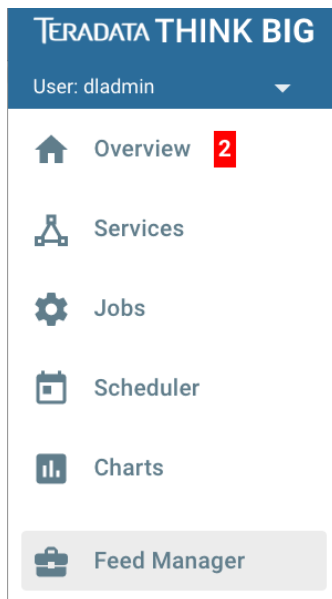 TERADATA THINK BIG
User: dladmin
Overview 2
Services
Jobs
Scheduler
Charts
Feed Manager